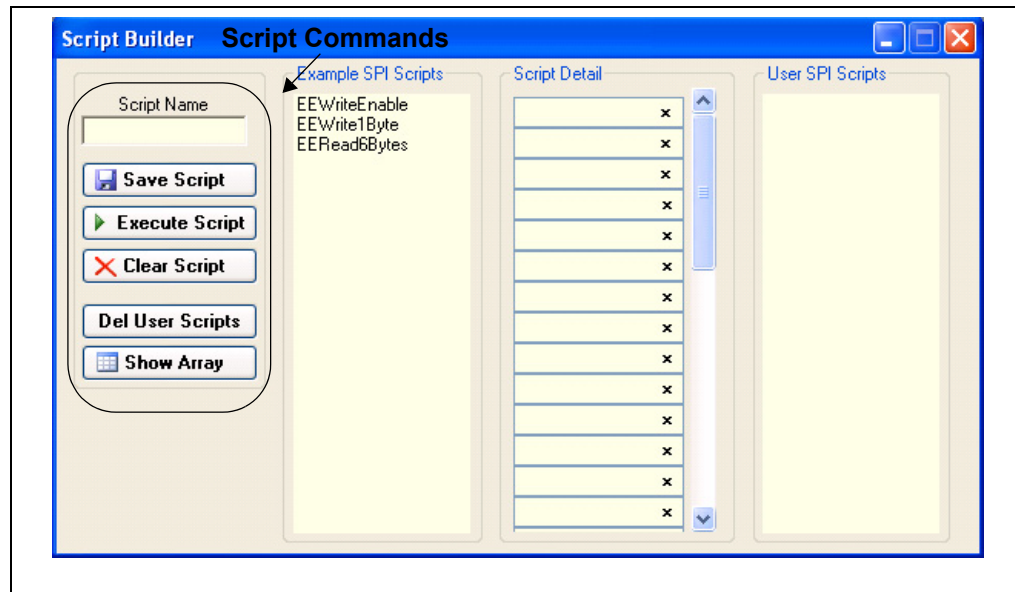 Script Builder
Script Commands
Script Name
Save Script
Execute Script
Clear Script
Del User Scripts
Show Array
Example SPI Scripts
EEWriteEnable
EEWrite1Byte
EERead6Bytes
Script Detail
x
x
x
x
x
x
x
x
x
x
x
x
x
x
User SPI Scripts